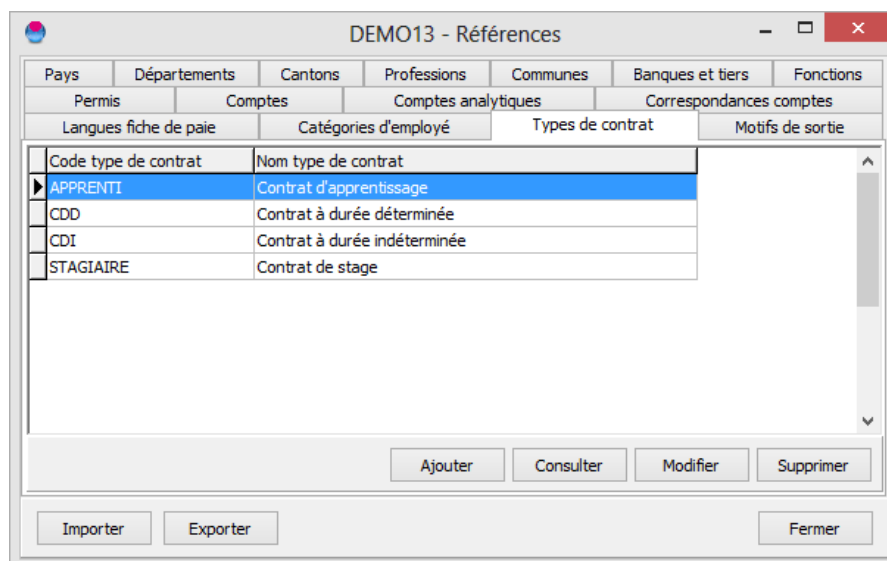 DEMO13 - Références
Pays Départements Cantons Professions Communes Banques et tiers Fonctions
Permis Comptes Comptes analytiques Correspondances comptes
Langues fiche de paie Catégories d'employé Types de contrat Motifs de sortie
Code type de contrat Nom type de contrat
APPRENTI Contrat d'apprentissage
CDD Contrat à durée déterminée
CDI Contrat à durée indéterminée
STAGIAIRE Contrat de stage
Ajouter Consulter Modifier Supprimer
Importer Exporter Fermer